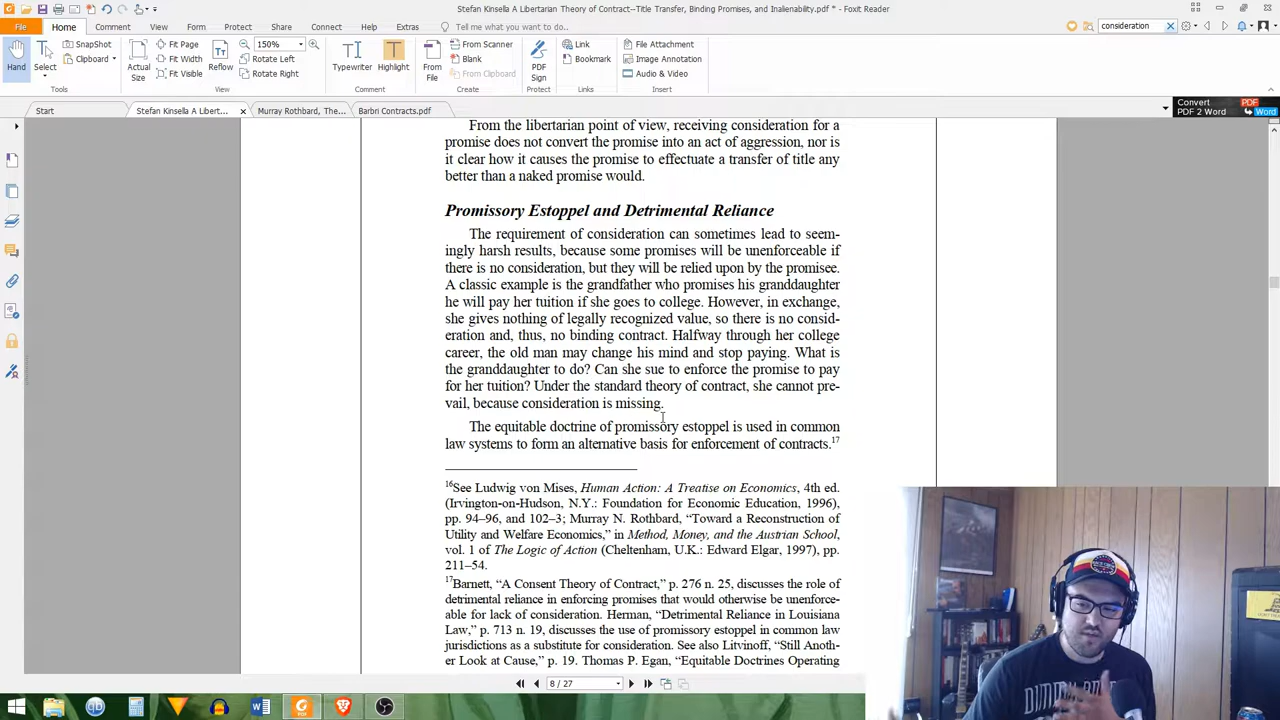 Stefan Kinsella A Libertarian Theory of Contract--Title Transfer, Binding Promises, and Inalienability.pdf * - Foxit Reader
File Home Comment View Form Protect Share Connect Help Extras
consideration
Hand
Select
SnapShot
Clipboard
Actual
Size
Fit Page
Fit Width
Fit Visible
Reflow
150%
Rotate Left
Rotate Right
Typewriter
Highlight
From
File
From Scanner
Blank
From Clipboard
PDF
Sign
Link
Bookmark
File Attachment
Image Annotation
Audio & Video
Tools View Comment Create Protect Links Insert
Start
Stefan Kinsella A Libert...
Murray Rothbard, The...
Barbri Contracts.pdf
Convert
PDF 2 Word
PDF
Word
From the libertarian point of view, receiving consideration for a
promise does not convert the promise into an act of aggression, nor is
it clear how it causes the promise to effectuate a transfer of title any
better than a naked promise would.
Promissory Estoppel and Detrimental Reliance
The requirement of consideration can sometimes lead to seem-
ingly harsh results, because some promises will be unenforceable if
there is no consideration, but they will be relied upon by the promisee.
A classic example is the grandfather who promises his granddaughter
he will pay her tuition if she goes to college. However, in exchange,
she gives nothing of legally recognized value, so there is no consid-
eration and, thus, no binding contract. Halfway through her college
career, the old man may change his mind and stop paying. What is
the granddaughter to do? Can she sue to enforce the promise to pay
for her tuition? Under the standard theory of contract, she cannot pre-
vail, because consideration is missing.
The equitable doctrine of promissory estoppel is used in common
law systems to form an alternative basis for enforcement of contracts.17
16See Ludwig von Mises, Human Action: A Treatise on Economics, 4th ed.
(Irvington-on-Hudson, N.Y.: Foundation for Economic Education, 1996),
pp. 94–96, and 102–3; Murray N. Rothbard, “Toward a Reconstruction of
Utility and Welfare Economics,” in Method, Money, and the Austrian School,
vol. 1 of The Logic of Action (Cheltenham, U.K.: Edward Elgar, 1997), pp.
211–54.
17Barnett, “A Consent Theory of Contract,” p. 276 n. 25, discusses the role of
detrimental reliance in enforcing promises that would otherwise be unenforce-
able for lack of consideration. Herman, “Detrimental Reliance in Louisiana
Law,” p. 713 n. 19, discusses the use of promissory estoppel in common law
jurisdictions as a substitute for consideration. See also Litvinoff, “Still Anoth-
er Look at Cause,” p. 19. Thomas P. Egan, “Equitable Doctrines Operating
8 / 27